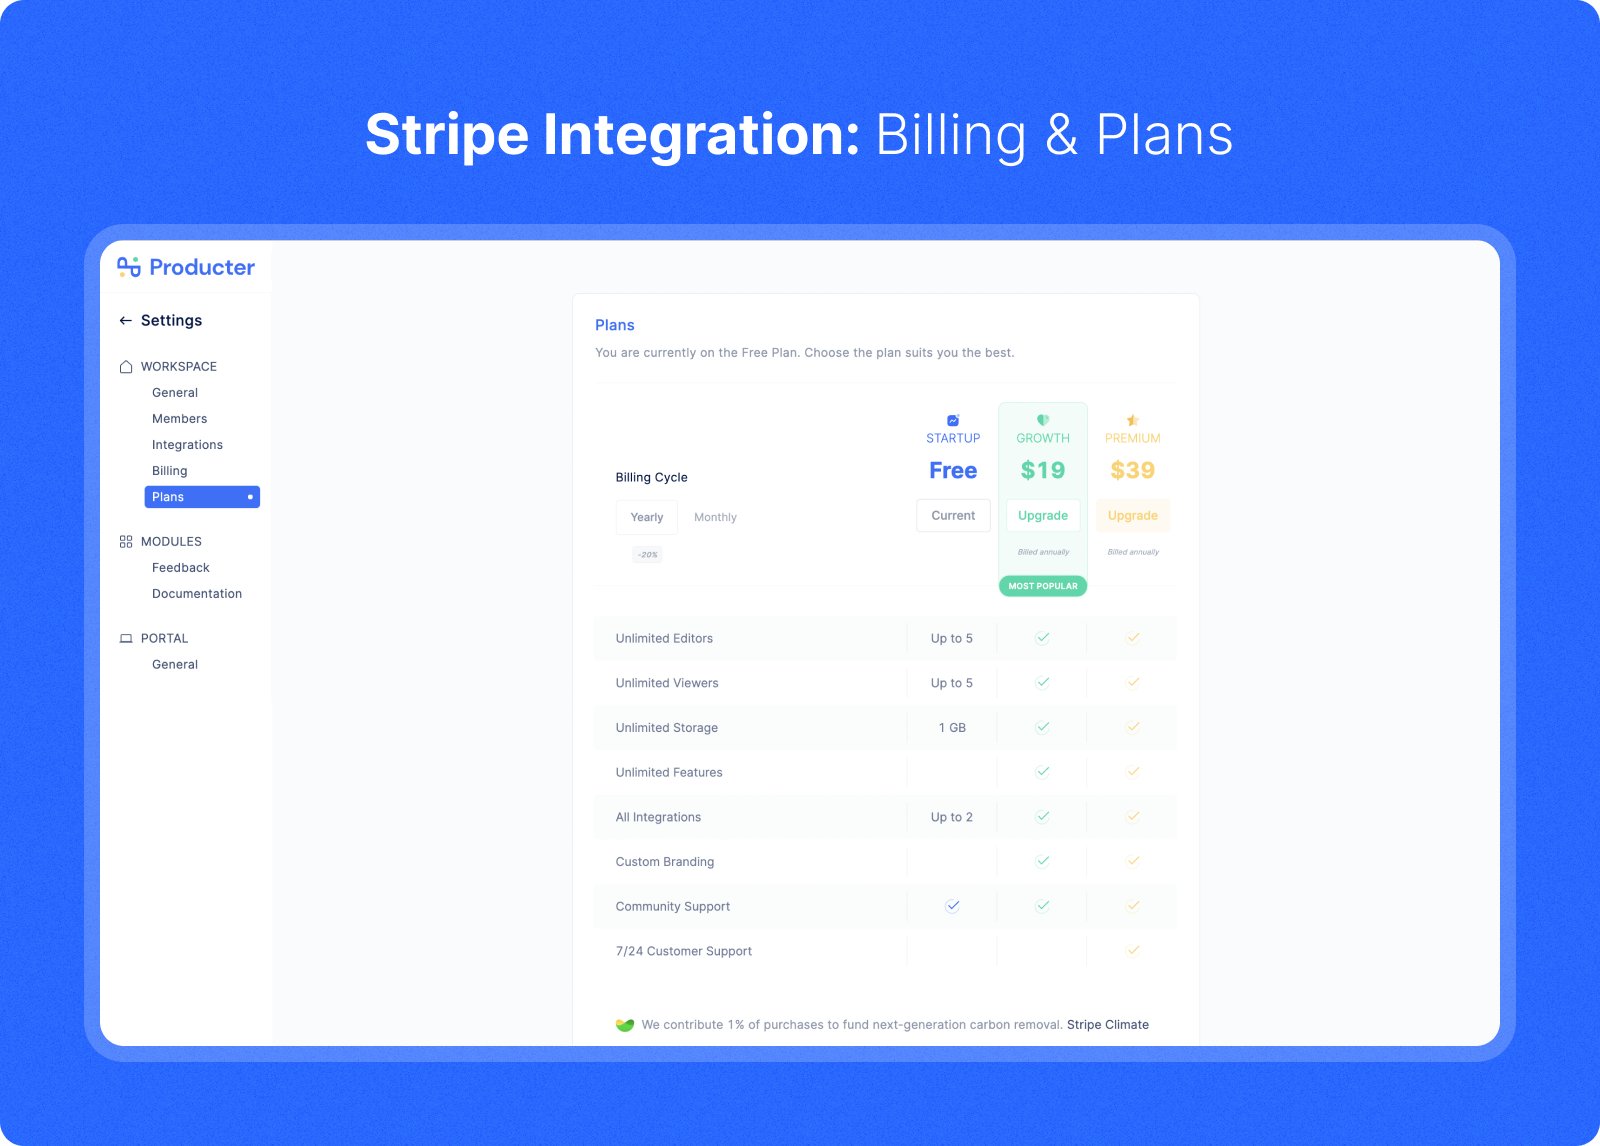 Stripe Integration: Billing & Plans
Producter
Settings
WORKSPACE
General
Members
Integrations
Billing
Plans
MODULES
Feedback
Documentation
PORTAL
General
Plans
You are currently on the Free Plan. Choose the plan suits you the best.
Billing Cycle
Yearly Monthly
-20%
STARTUP
Free
Current
GROWTH
$19
Upgrade
Billed annually
MOST POPULAR
PREMIUM
$39
Upgrade
Billed annually
Unlimited Editors Up to 5
Unlimited Viewers Up to 5
Unlimited Storage 1 GB
Unlimited Features
All Integrations Up to 2
Custom Branding
Community Support
7/24 Customer Support
We contribute 1% of purchases to fund next-generation carbon removal. Stripe Climate